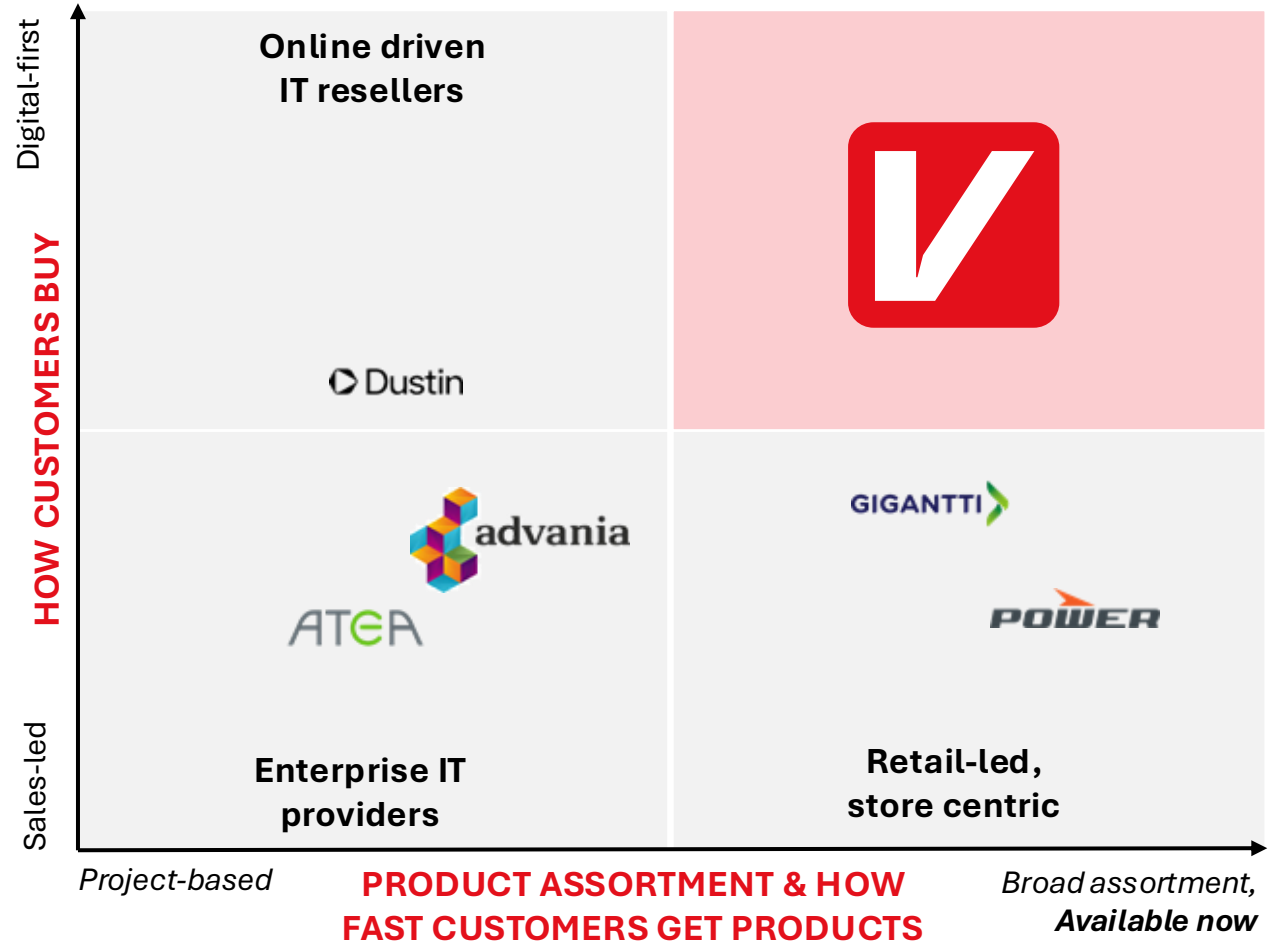 Digital-first
Online driven
IT resellers
V
HOW CUSTOMERS BUY
Dustin
advania
GIGANTTI
ATEA
POWER
Sales-led
Enterprise IT
providers
Retail-led,
store centric
Project-based
PRODUCT ASSORTMENT & HOW
FAST CUSTOMERS GET PRODUCTS
Broad assortment,
Available now